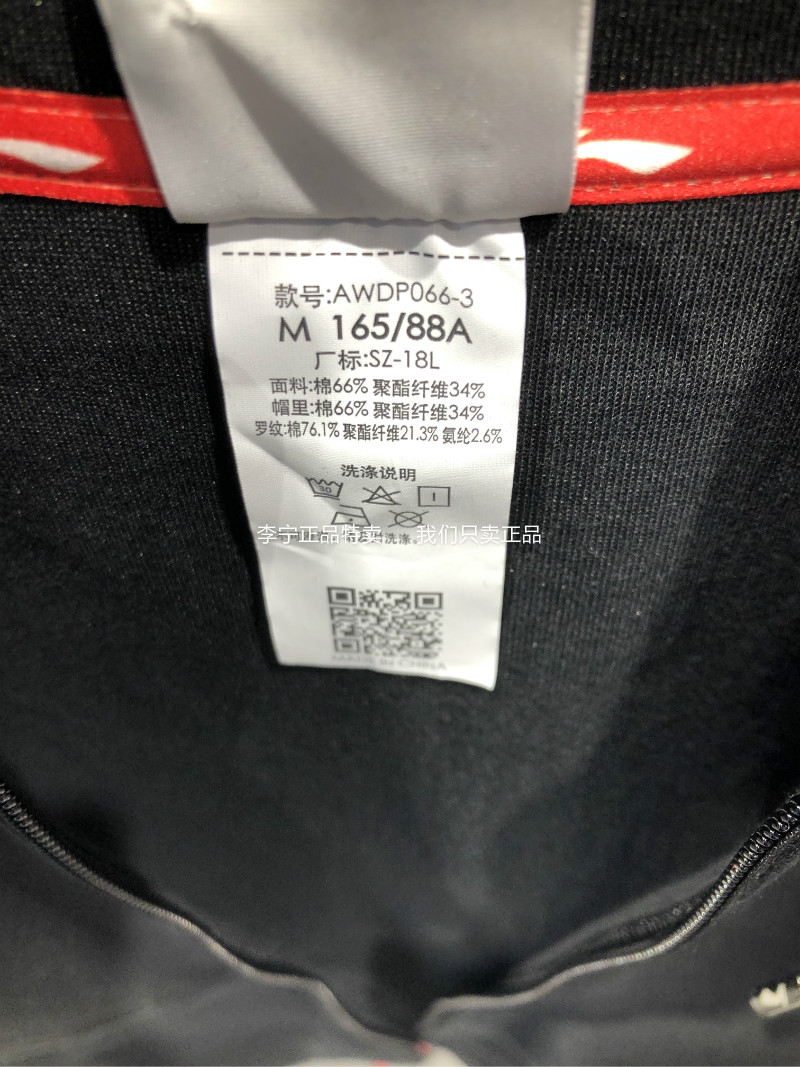 款号:AWDP066-3
M 165/88A
厂标:SZ-18L
面料:棉66% 聚酯纤维34%
帽里:棉66% 聚酯纤维34%
罗纹:棉76.1% 聚酯纤维21.3% 氨纶2.6%
洗涤说明
30
李宁正品特卖 我们只卖正品
洗涤。
MADE IN CHINA